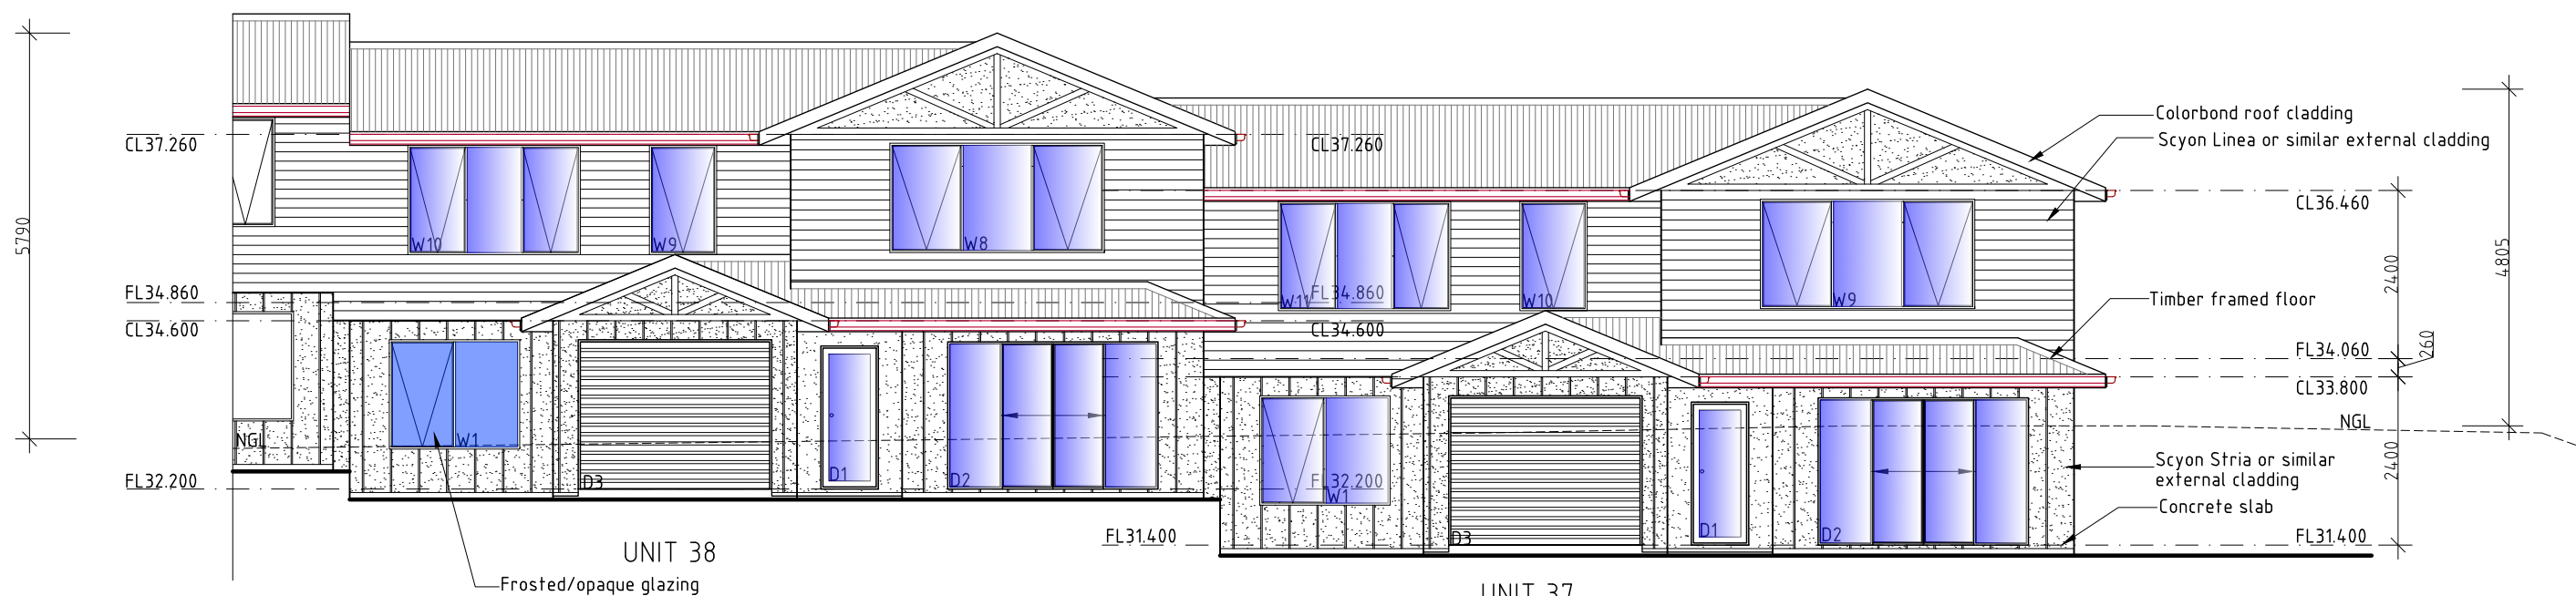 5790
CL37.260
FL34.860
CL34.600
FL32.200
NGL
W10
W9
W8
W1
D3
D1
D2
UNIT 38
Frosted/opaque glazing
CL37.260
FL34.860
CL34.600
FL32.200
FL31.400
W11
W10
W9
W1
D3
D1
D2
UNIT 37
Colorbond roof cladding
Scyon Linea or similar external cladding
CL36.460
Timber framed floor
FL34.060
CL33.800
NGL
Scyon Stria or similar
external cladding
Concrete slab
FL31.400
2400
260
2400
4805